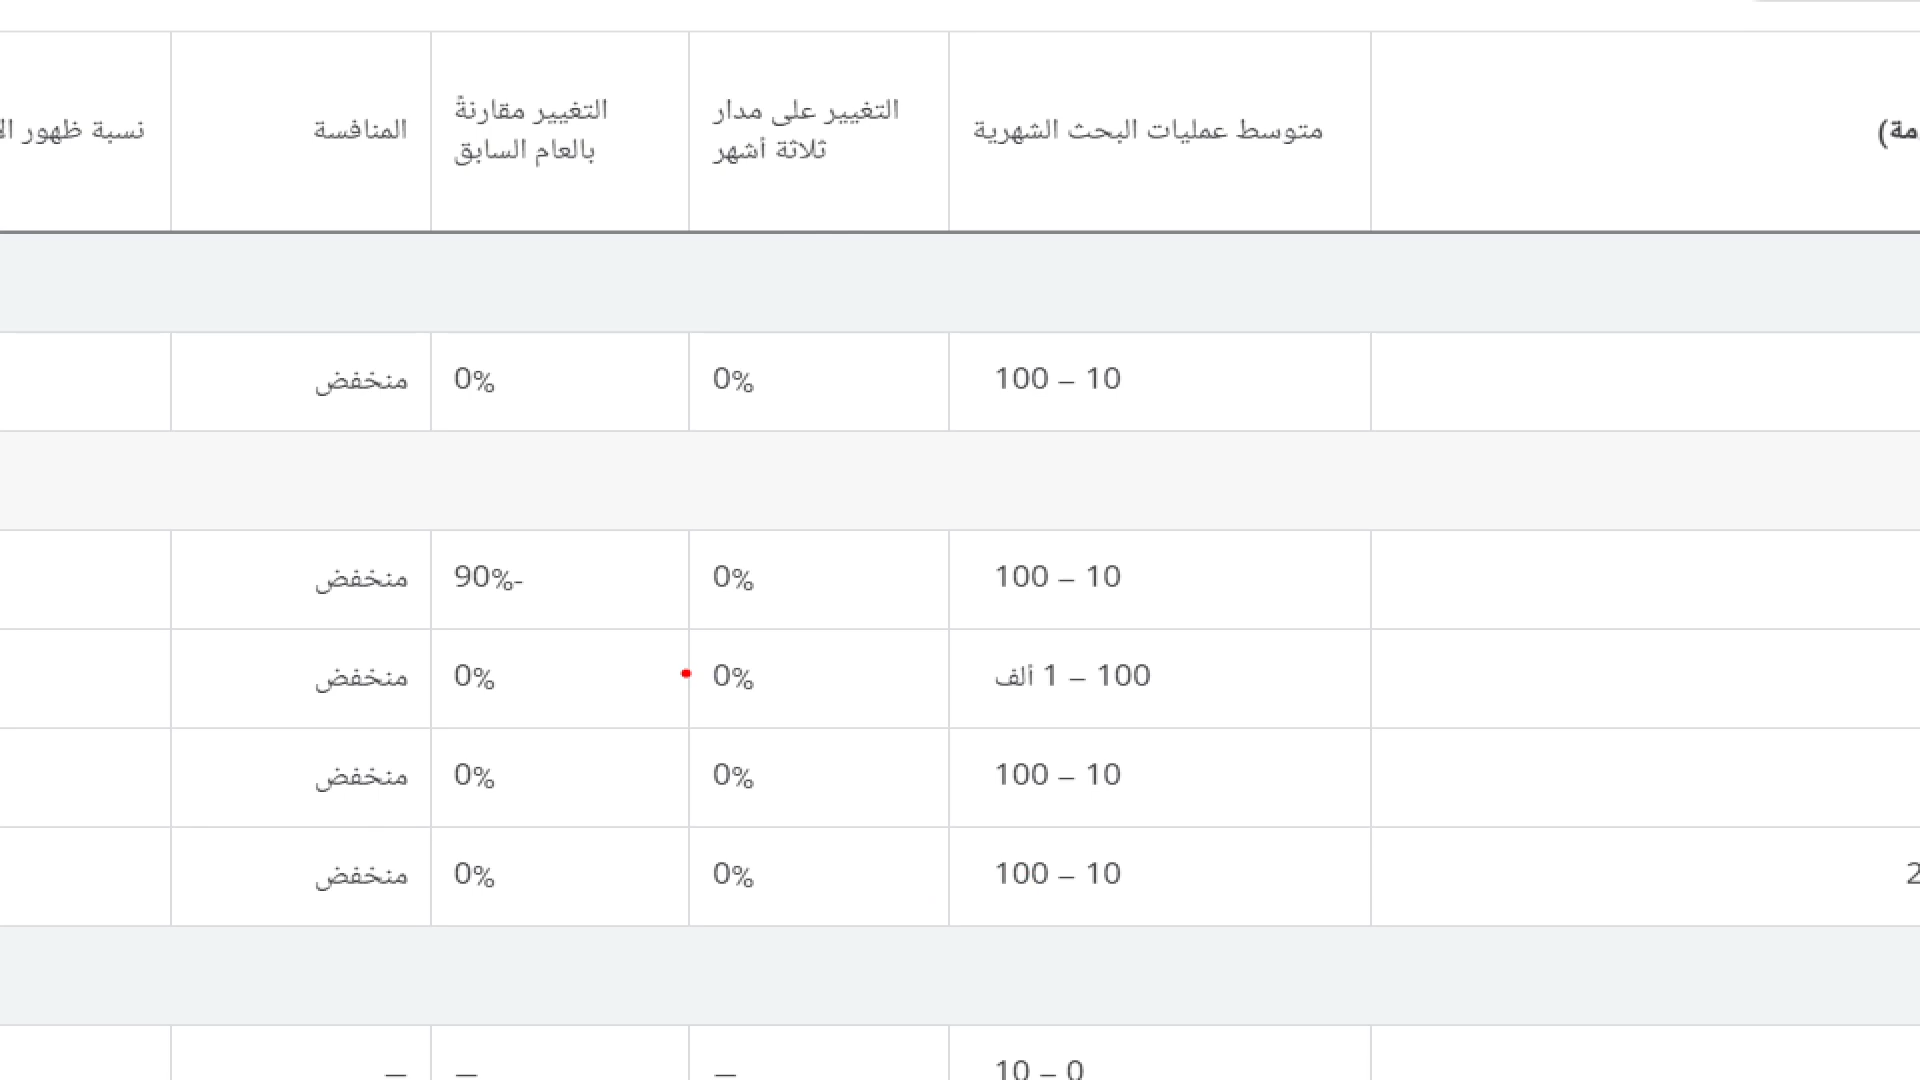 مة)
متوسط عمليات البحث الشهرية
التغيير على مدار
ثلاثة أشهر
التغيير مقارنةً
بالعام السابق
المنافسة
نسبة ظهور
10 – 100
0%
0%
منخفض
10 – 100
0%
-90%
منخفض
100 – 1 ألف
0%
0%
منخفض
10 – 100
0%
0%
منخفض
2
10 – 100
0%
0%
منخفض
0 – 10
—
—
—